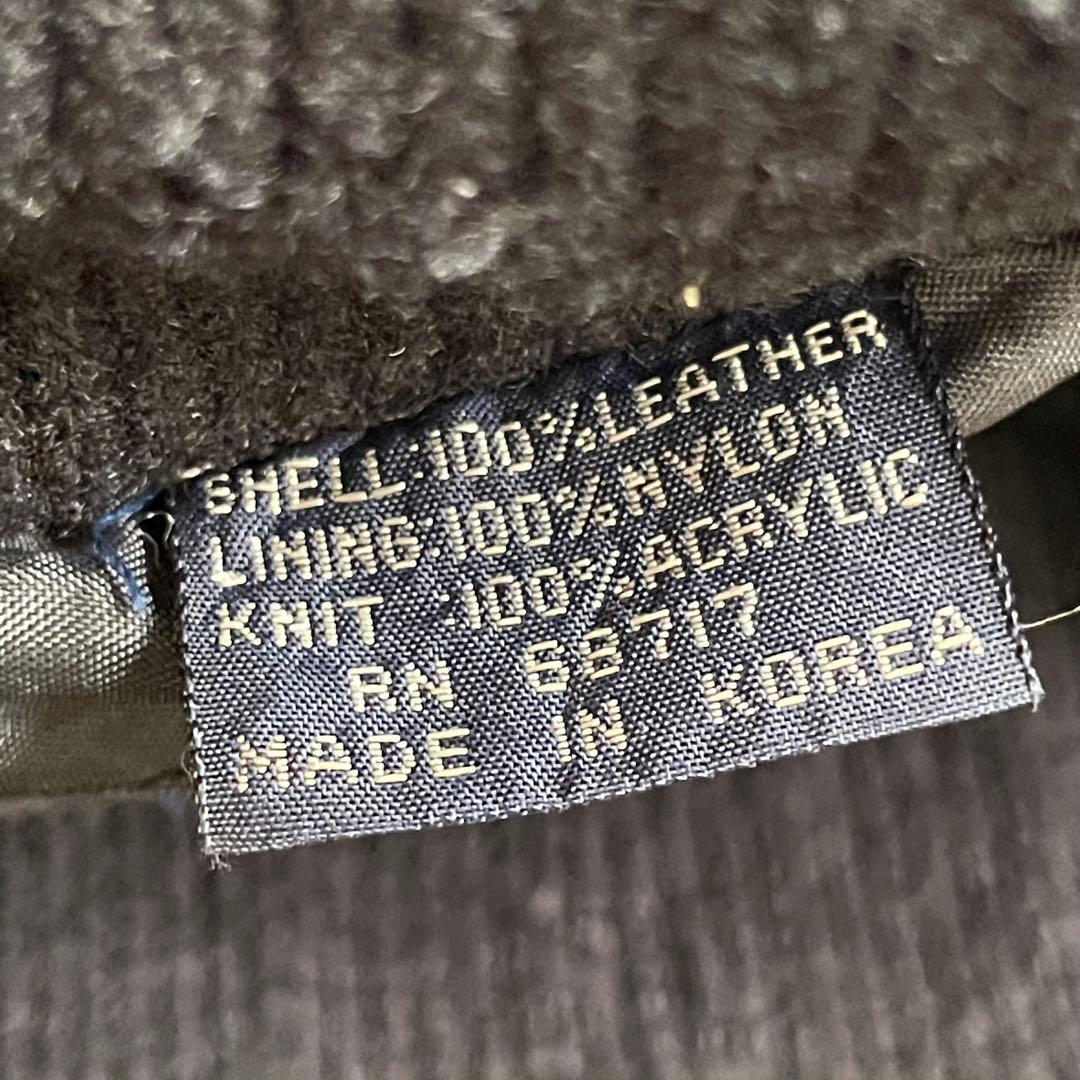 SHELL:100%LEATHER
LINING:100%NYLON
KNIT :100%ACRYLIC
RN 68717
MADE IN KOREA